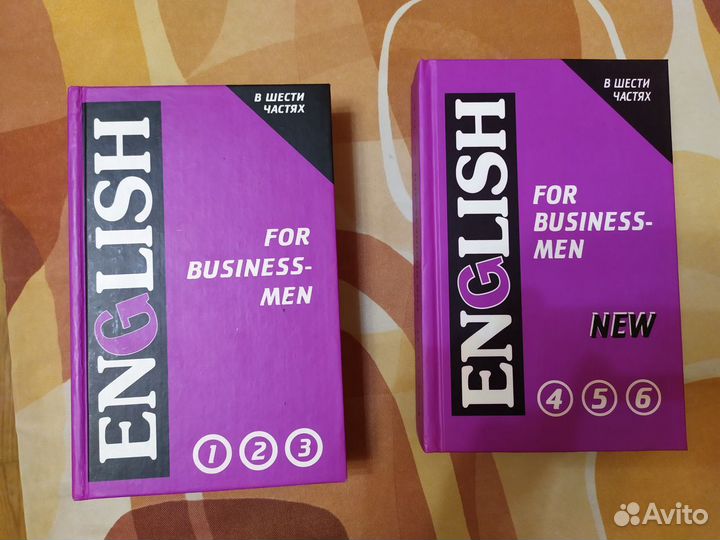 В ШЕСТИ
ЧАСТЯХ
ENGLISH
FOR
BUSINESS-
MEN
1 2 3
В ШЕСТИ
ЧАСТЯХ
ENGLISH
FOR
BUSINESS-
MEN
NEW
4 5 6
Avito